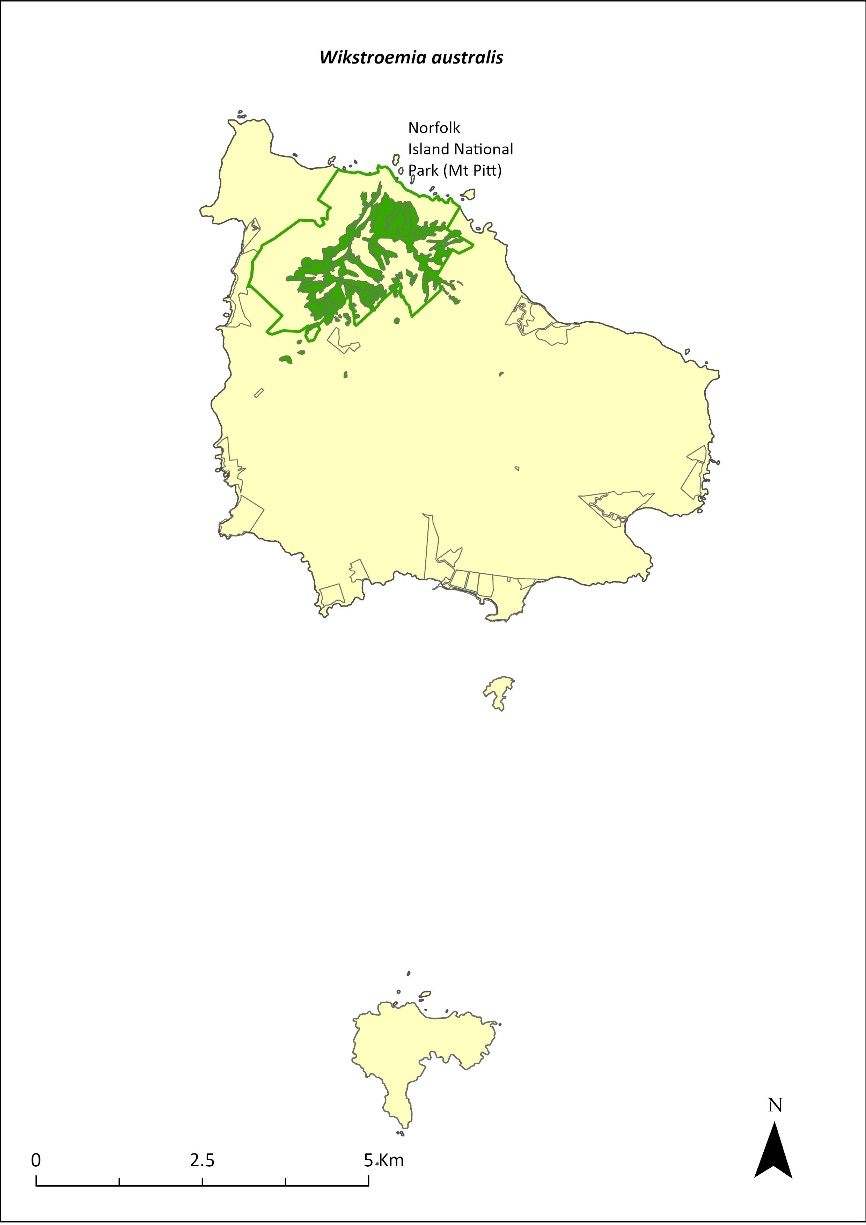 Wikstroemia australis
Norfolk
Island National
Park (Mt Pitt)
N
0 2.5 5 Km